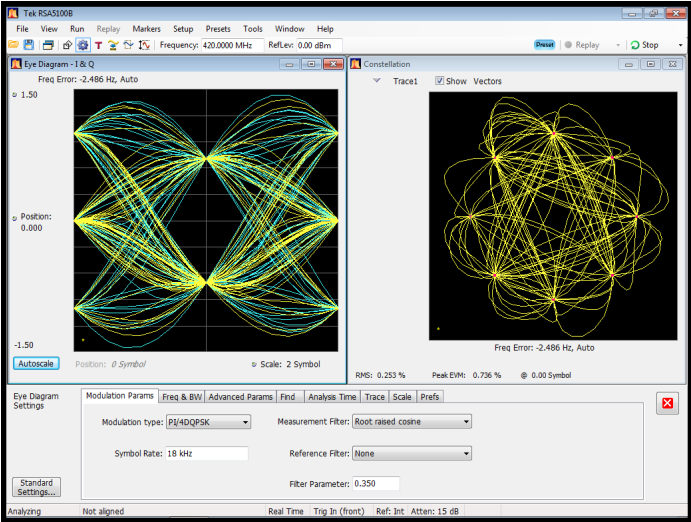 Tek RSA5100B
File View Run Replay Markers Setup Presets Tools Window Help
T Frequency: 420.0000 MHz RefLev: 0.00 dBm Preset Replay Stop
Eye Diagram - I & Q
Freq Error: -2.486 Hz, Auto
1.50
Position:
0.000
-1.50
Autoscale Position: 0 Symbol Scale: 2 Symbol
Constellation
Trace1 Show Vectors
Freq Error: -2.486 Hz, Auto
RMS: 0.253 % Peak EVM: 0.736 % @ 0.00 Symbol
Eye Diagram
Settings
Modulation Params Freq & BW Advanced Params Find Analysis Time Trace Scale Prefs
Modulation type: PI/4DQPSK Measurement Filter: Root raised cosine
Symbol Rate: 18 kHz Reference Filter: None
Filter Parameter: 0.350
Standard
Settings...
Analyzing Not aligned Real Time Trig In (front) Ref: Int Atten: 15 dB